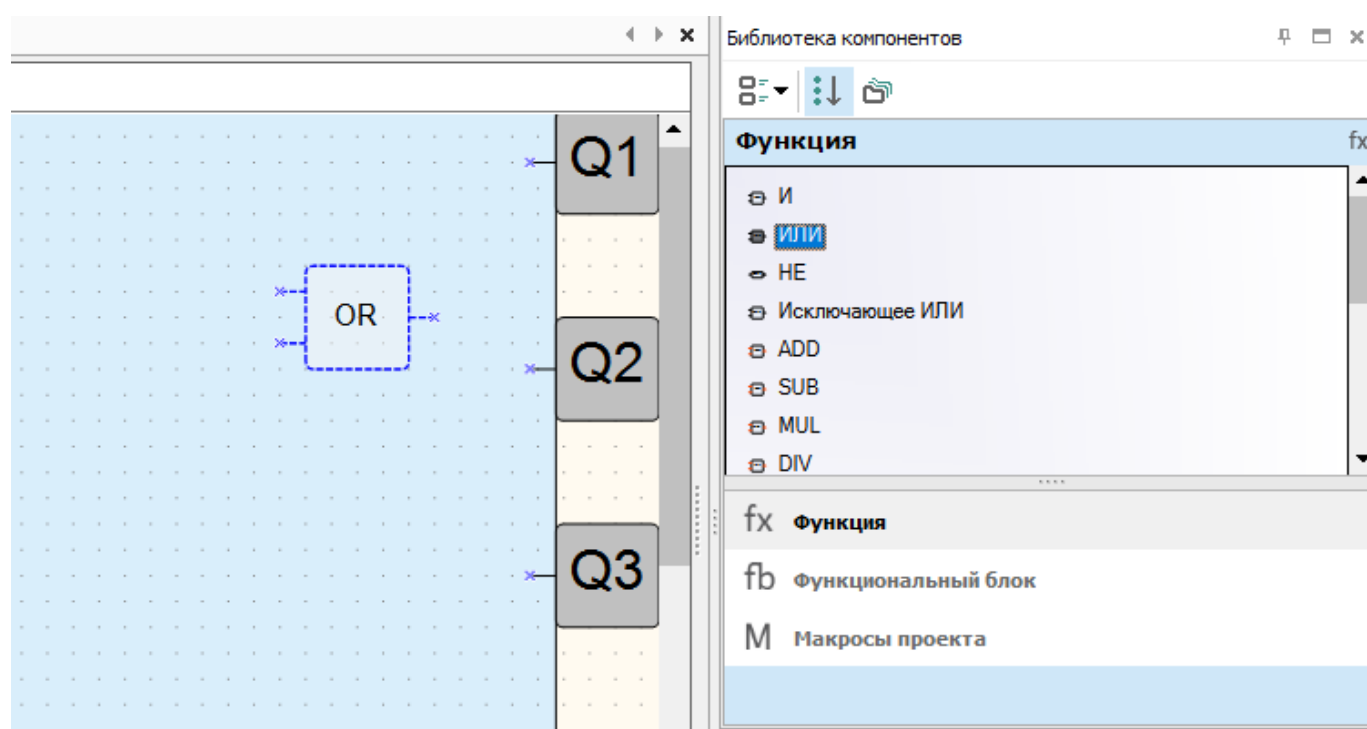 Библиотека компонентов
Функция
fx
И
ИЛИ
НЕ
Исключающее ИЛИ
ADD
SUB
MUL
DIV
fx Функция
fb Функциональный блок
M Макросы проекта
Q1
OR
Q2
Q3